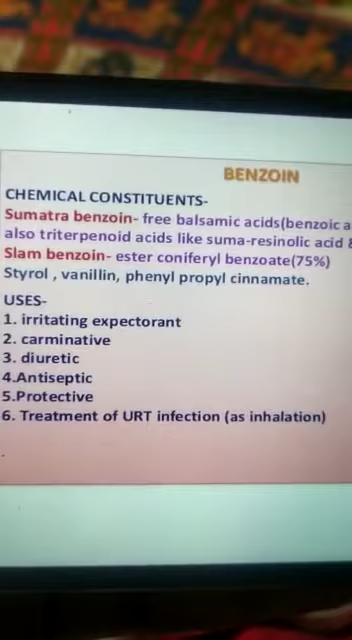 BENZOIN
CHEMICAL CONSTITUENTS-
Sumatra benzoin- free balsamic acids(benzoic a
also triterpenoid acids like suma-resinolic acid &
Slam benzoin- ester coniferyl benzoate(75%)
Styrol , vanillin, phenyl propyl cinnamate.
USES-
1. irritating expectorant
2. carminative
3. diuretic
4.Antiseptic
5.Protective
6. Treatment of URT infection (as inhalation)